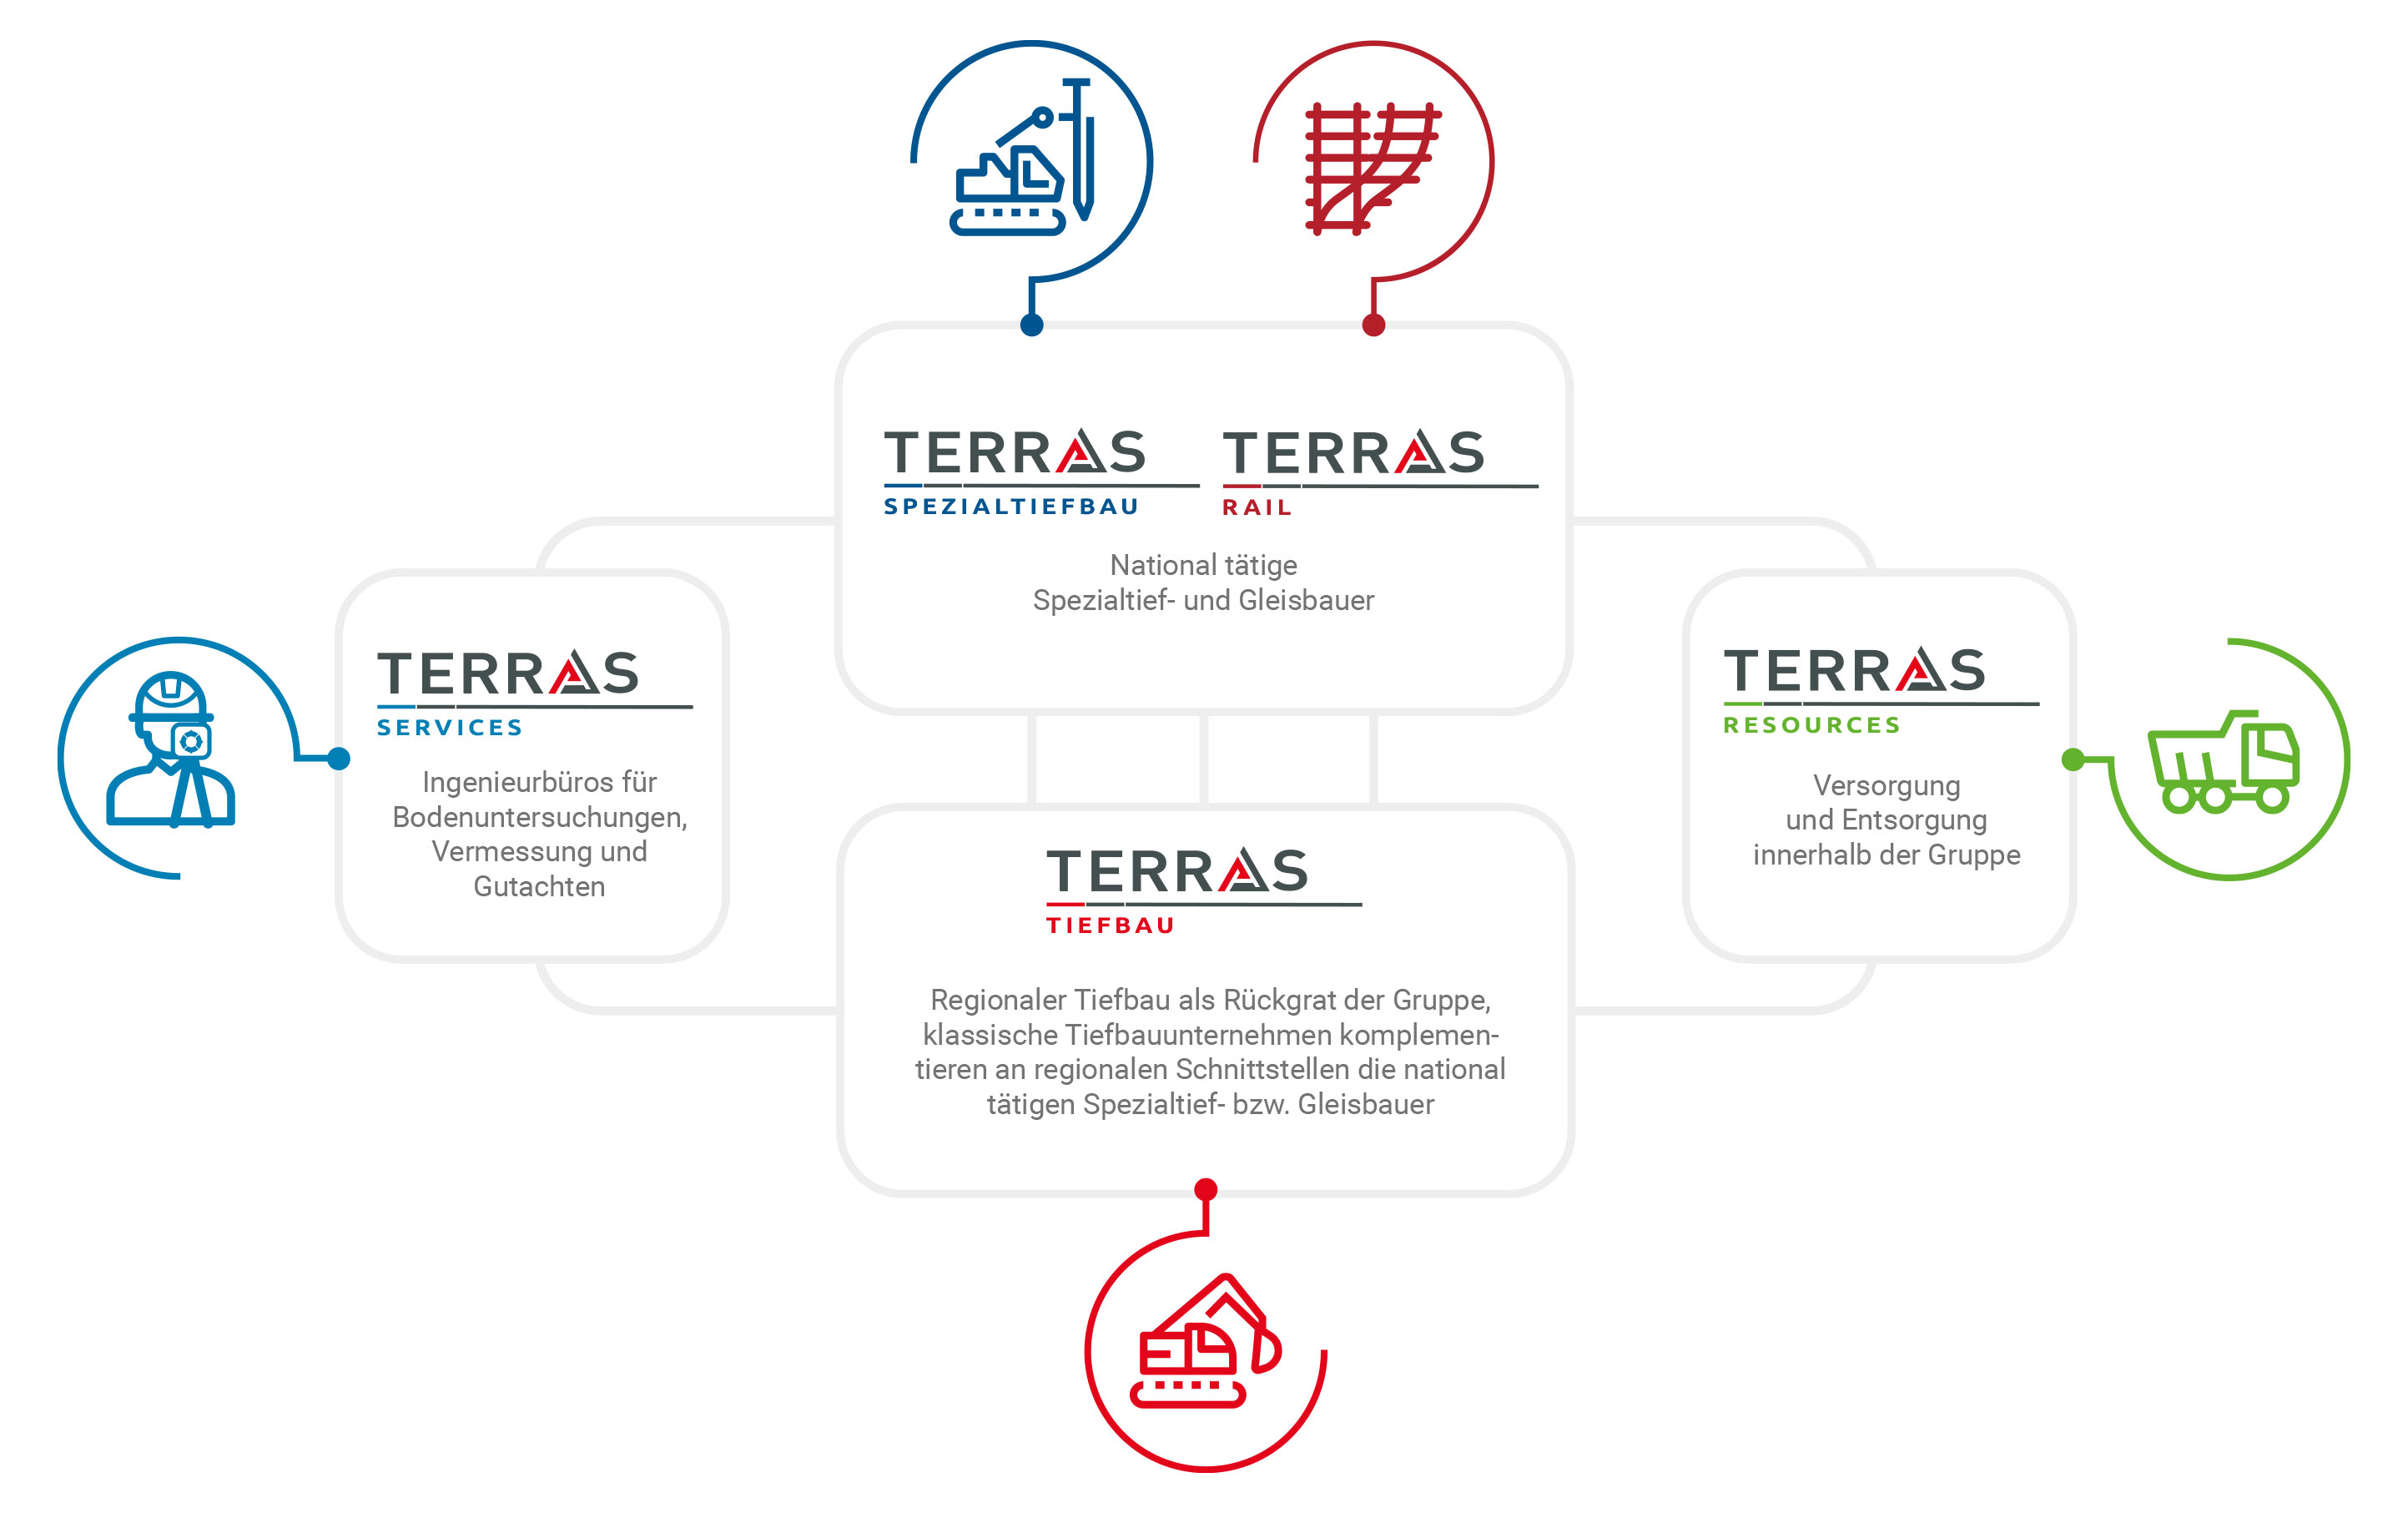 TERRAS
SPEZIALTIEFBAU
TERRAS
RAIL
National tätige
Spezialtief- und Gleisbauer
TERRAS
SERVICES
Ingenieurbüros für
Bodenuntersuchungen,
Vermessung und
Gutachten
TERRAS
RESOURCES
Versorgung
und Entsorgung
innerhalb der Gruppe
TERRAS
TIEFBAU
Regionaler Tiefbau als Rückgrat der Gruppe,
klassische Tiefbauunternehmen komplemen-
tieren an regionalen Schnittstellen die national
tätigen Spezialtief- bzw. Gleisbauer